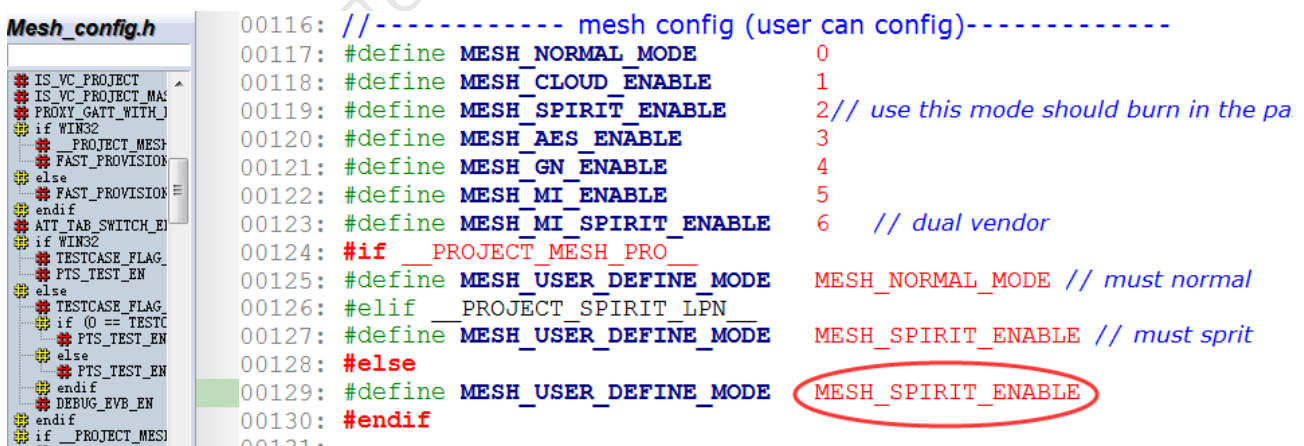 Mesh_config.h
IS_VC_PROJECT
IS_VC_PROJECT_MAS
PROXY_GATT_WITH_
if WIN32
__PROJECT_MESH
FAST_PROVISION
else
FAST_PROVISION
endif
ATT_TAB_SWITCH_E
if WIN32
TESTCASE_FLAG_
PTS_TEST_EN
else
TESTCASE_FLAG_
if (0 == TESTC
PTS_TEST_EN
else
PTS_TEST_EN
endif
DEBUG_EVB_EN
endif
if __PROJECT_MESH
00116: //------------ mesh config (user can config)-------------
00117: #define MESH_NORMAL_MODE 0
00118: #define MESH_CLOUD_ENABLE 1
00119: #define MESH_SPIRIT_ENABLE 2// use this mode should burn in the pa
00120: #define MESH_AES_ENABLE 3
00121: #define MESH_GN_ENABLE 4
00122: #define MESH_MI_ENABLE 5
00123: #define MESH_MI_SPIRIT_ENABLE 6 // dual vendor
00124: #if __PROJECT_MESH_PRO__
00125: #define MESH_USER_DEFINE_MODE MESH_NORMAL_MODE // must normal
00126: #elif __PROJECT_SPIRIT_LPN__
00127: #define MESH_USER_DEFINE_MODE MESH_SPIRIT_ENABLE // must sprit
00128: #else
00129: #define MESH_USER_DEFINE_MODE MESH_SPIRIT_ENABLE
00130: #endif